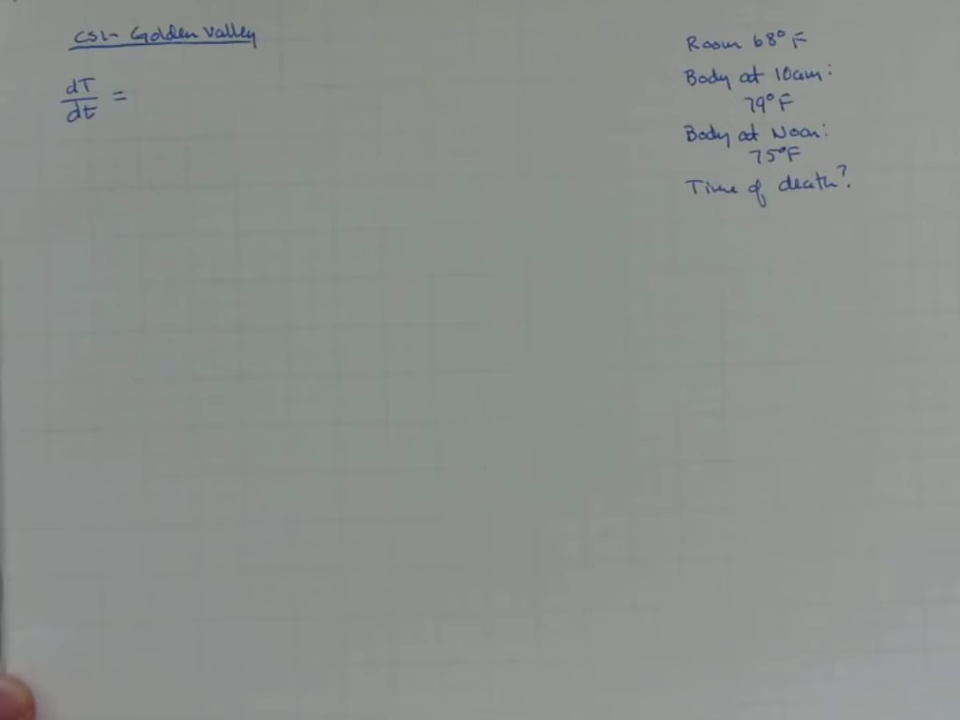 CSI - Golden Valley
dT/dt =
Room 68° F
Body at 10am:
79° F
Body at Noon:
75°F
Time of death?